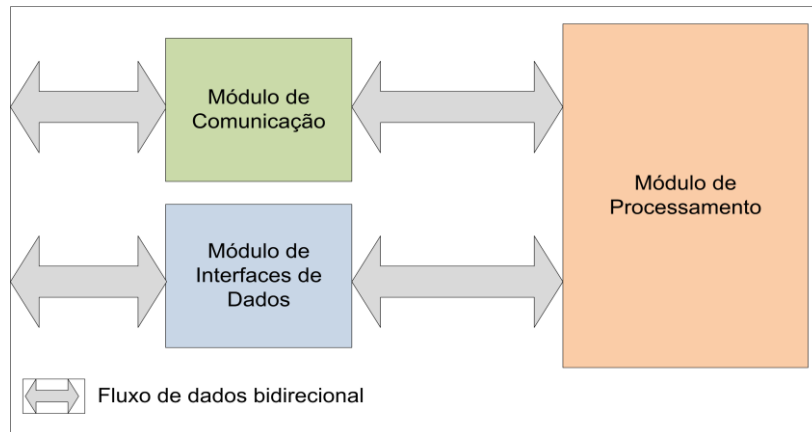 Módulo de
Comunicação
Módulo de
Processamento
Módulo de
Interfaces de
Dados
Fluxo de dados bidirecional